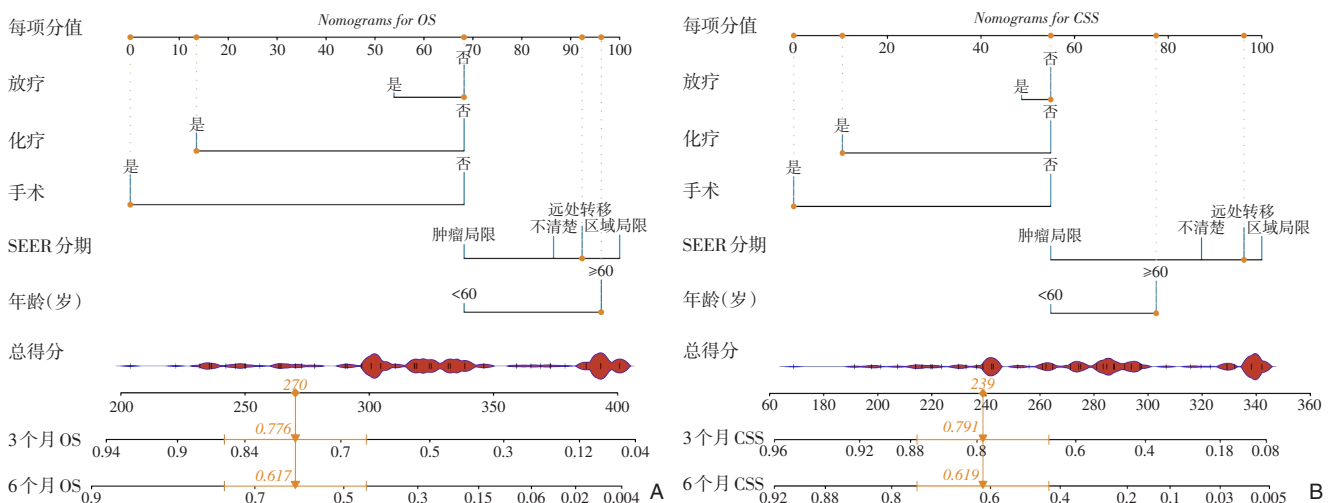 每项分值
Nomograms for OS
0 10 20 30 40 50 60 70 80 90 100
放疗
是 否
化疗
是 否
手术
是 否
SEER 分期
肿瘤局限 不清楚 远处转移 区域局限
年龄(岁)
<60 ≥60
总得分
270
200 250 300 350 400
0.776
3 个月 OS
0.94 0.9 0.84 0.7 0.5 0.3 0.12 0.04
0.617
6 个月 OS
0.9 0.7 0.5 0.3 0.15 0.06 0.02 0.004
A
每项分值
Nomograms for CSS
0 20 40 60 80 100
放疗
是 否
化疗
是 否
手术
是 否
SEER 分期
肿瘤局限 不清楚 远处转移 区域局限
年龄(岁)
<60 ≥60
总得分
239
60 180 200 220 240 260 280 300 320 340 360
0.791
3 个月 CSS
0.96 0.92 0.88 0.8 0.6 0.4 0.18 0.08
0.619
6 个月 CSS
0.92 0.88 0.8 0.6 0.4 0.2 0.1 0.03 0.005
B